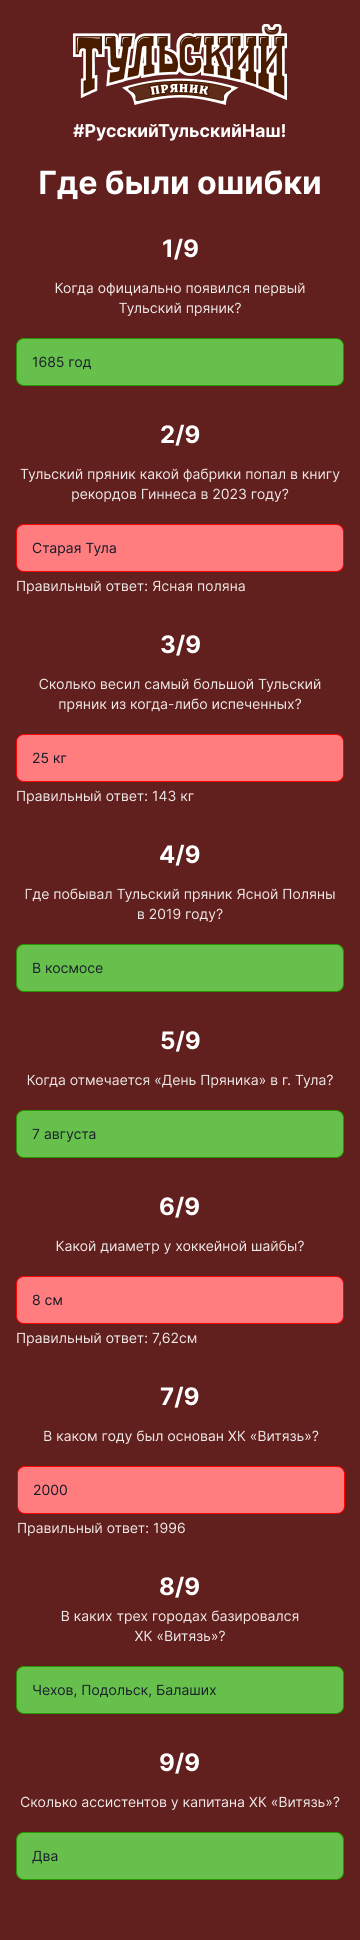 ТУЛЬСКИЙ
ПРЯНИК
#РусскийТульскийНаш!
Где были ошибки
1/9
Когда официально появился первый
Тульский пряник?
1685 год
2/9
Тульский пряник какой фабрики попал в книгу
рекордов Гиннеса в 2023 году?
Старая Тула
Правильный ответ: Ясная поляна
3/9
Сколько весил самый большой Тульский
пряник из когда-либо испеченных?
25 кг
Правильный ответ: 143 кг
4/9
Где побывал Тульский пряник Ясной Поляны
в 2019 году?
В космосе
5/9
Когда отмечается «День Пряника» в г. Тула?
7 августа
6/9
Какой диаметр у хоккейной шайбы?
8 см
Правильный ответ: 7,62см
7/9
В каком году был основан ХК «Витязь»?
2000
Правильный ответ: 1996
8/9
В каких трех городах базировался
ХК «Витязь»?
Чехов, Подольск, Балаших
9/9
Сколько ассистентов у капитана ХК «Витязь»?
Два